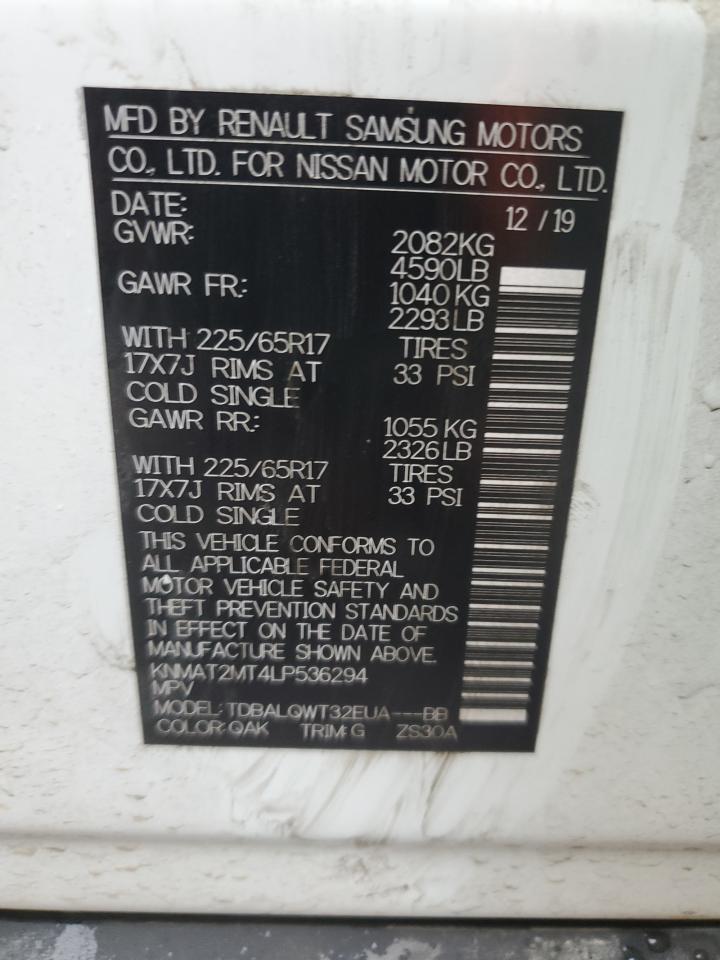 MFD BY RENAULT SAMSUNG MOTORS
CO., LTD. FOR NISSAN MOTOR CO., LTD.
DATE: 12 / 19
GVWR: 2082KG
4590LB
GAWR FR: 1040 KG
2293 LB
WITH 225/65R17 TIRES
17X7J RIMS AT 33 PSI
COLD SINGLE
GAWR RR: 1055 KG
2326 LB
WITH 225/65R17 TIRES
17X7J RIMS AT 33 PSI
COLD SINGLE
THIS VEHICLE CONFORMS TO
ALL APPLICABLE FEDERAL
MOTOR VEHICLE SAFETY AND
THEFT PREVENTION STANDARDS
IN EFFECT ON THE DATE OF
MANUFACTURE SHOWN ABOVE.
KNMAT2MT4LP536294
MPV
MODEL: TDBALQWT32EUA---BB
COLOR: QAK TRIM: G ZS30A